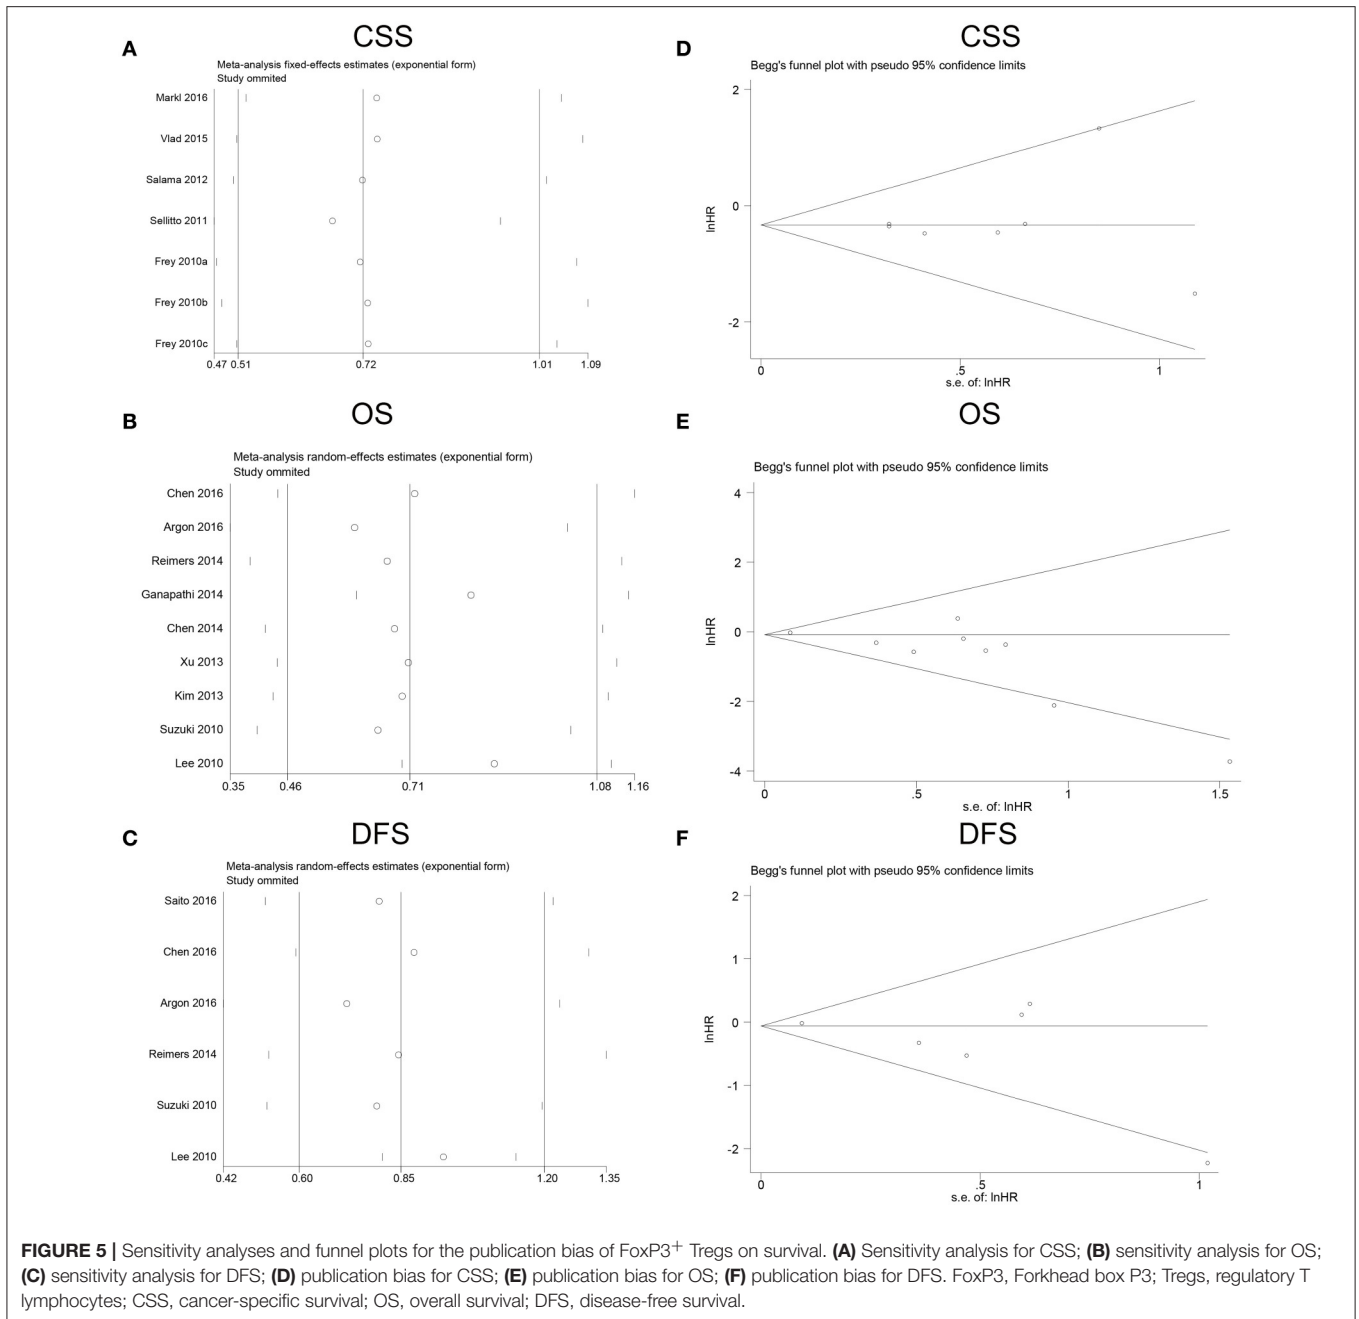 A
CSS
Meta-analysis fixed-effects estimates (exponential form)
Study ommited
Markl 2016
Vlad 2015
Salama 2012
Sellitto 2011
Frey 2010a
Frey 2010b
Frey 2010c
0.47 0.51 0.72 1.01 1.09
D
CSS
Begg's funnel plot with pseudo 95% confidence limits
lnHR
2
0
-2
0 .5 1
s.e. of: lnHR
B
OS
Meta-analysis random-effects estimates (exponential form)
Study ommited
Chen 2016
Argon 2016
Reimers 2014
Ganapathi 2014
Chen 2014
Xu 2013
Kim 2013
Suzuki 2010
Lee 2010
0.35 0.46 0.71 1.08 1.16
E
OS
Begg's funnel plot with pseudo 95% confidence limits
lnHR
4
2
0
-2
-4
0 .5 1 1.5
s.e. of: lnHR
C
DFS
Meta-analysis random-effects estimates (exponential form)
Study ommited
Saito 2016
Chen 2016
Argon 2016
Reimers 2014
Suzuki 2010
Lee 2010
0.42 0.60 0.85 1.20 1.35
F
DFS
Begg's funnel plot with pseudo 95% confidence limits
lnHR
2
1
0
-1
-2
0 .5 1
s.e. of: lnHR
FIGURE 5 | Sensitivity analyses and funnel plots for the publication bias of FoxP3+ Tregs on survival. (A) Sensitivity analysis for CSS; (B) sensitivity analysis for OS;
(C) sensitivity analysis for DFS; (D) publication bias for CSS; (E) publication bias for OS; (F) publication bias for DFS. FoxP3, Forkhead box P3; Tregs, regulatory T
lymphocytes; CSS, cancer-specific survival; OS, overall survival; DFS, disease-free survival.